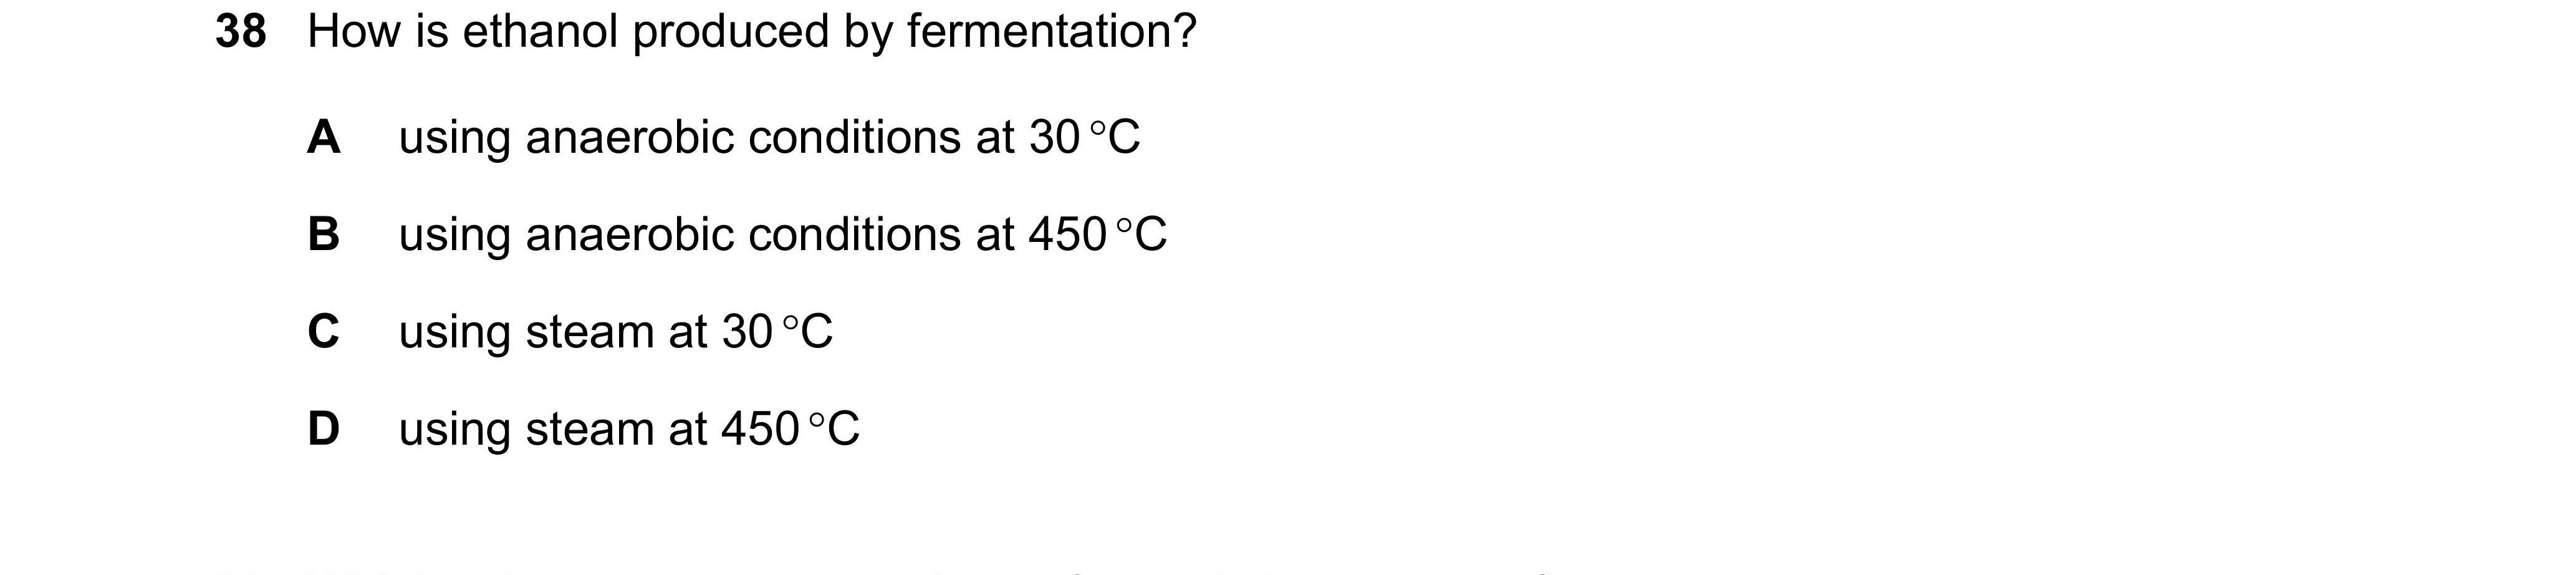 38 How is ethanol produced by fermentation?
A using anaerobic conditions at 30 °C
B using anaerobic conditions at 450 °C
C using steam at 30 °C
D using steam at 450 °C